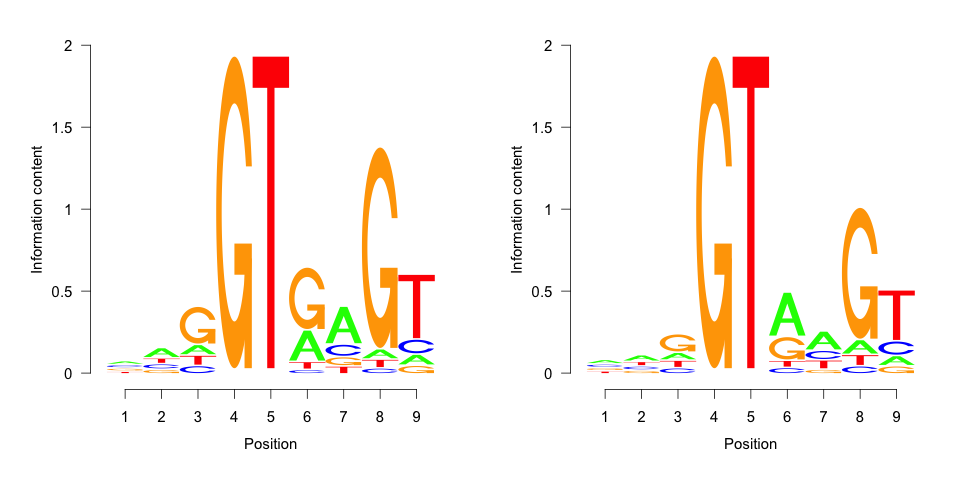 2
1.5
1
0.5
0
Information content
A A G G T G A G T
1 2 3 4 5 6 7 8 9
Position
2
1.5
1
0.5
0
Information content
A A G G T A A G T
1 2 3 4 5 6 7 8 9
Position